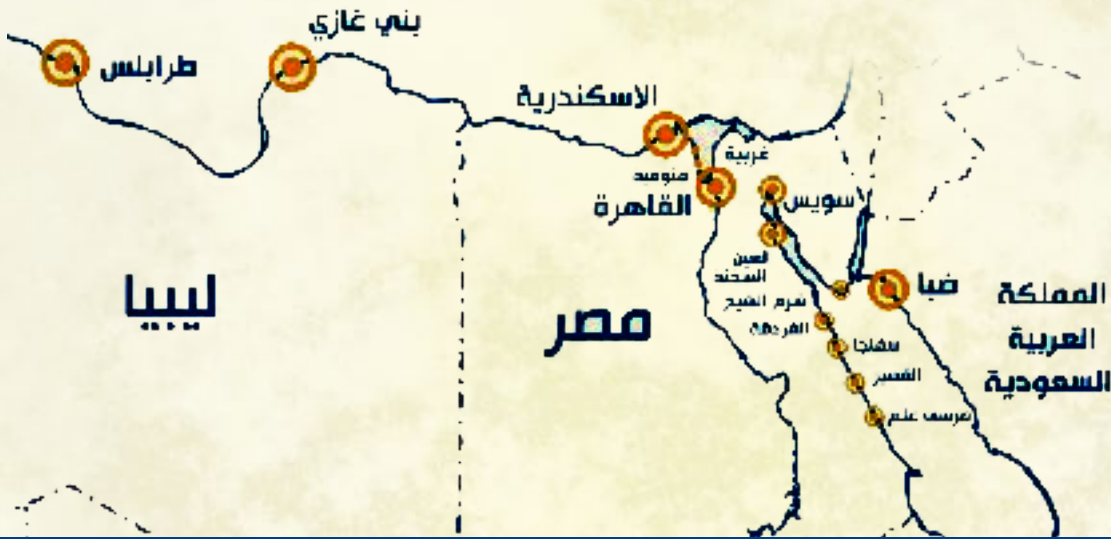 بني غازي
طرابلس
الاسكندرية
غربية
منوفية
القاهرة
سويس
العين
السخنة
ضبا
شرم الشيخ
الغردقة
سفاجا
القصير
مرسى علم
ليبيا
مصر
المملكة
العربية
السعودية